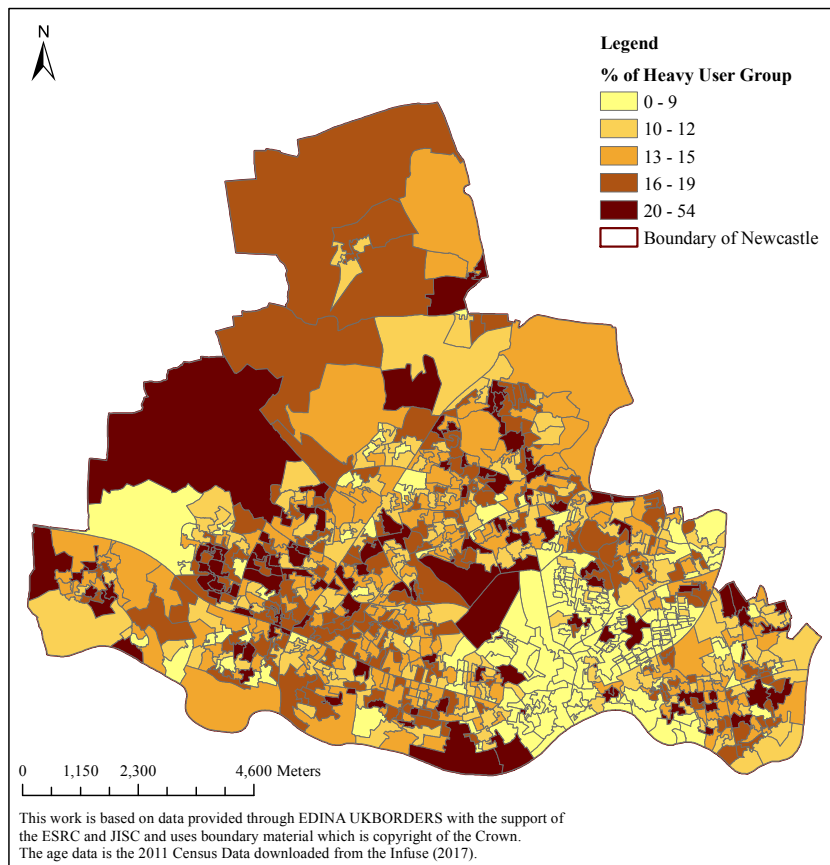 N
Legend
% of Heavy User Group
0 - 9
10 - 12
13 - 15
16 - 19
20 - 54
Boundary of Newcastle
0 1,150 2,300 4,600 Meters
This work is based on data provided through EDINA UKBORDERS with the support of
the ESRC and JISC and uses boundary material which is copyright of the Crown.
The age data is the 2011 Census Data downloaded from the Infuse (2017).